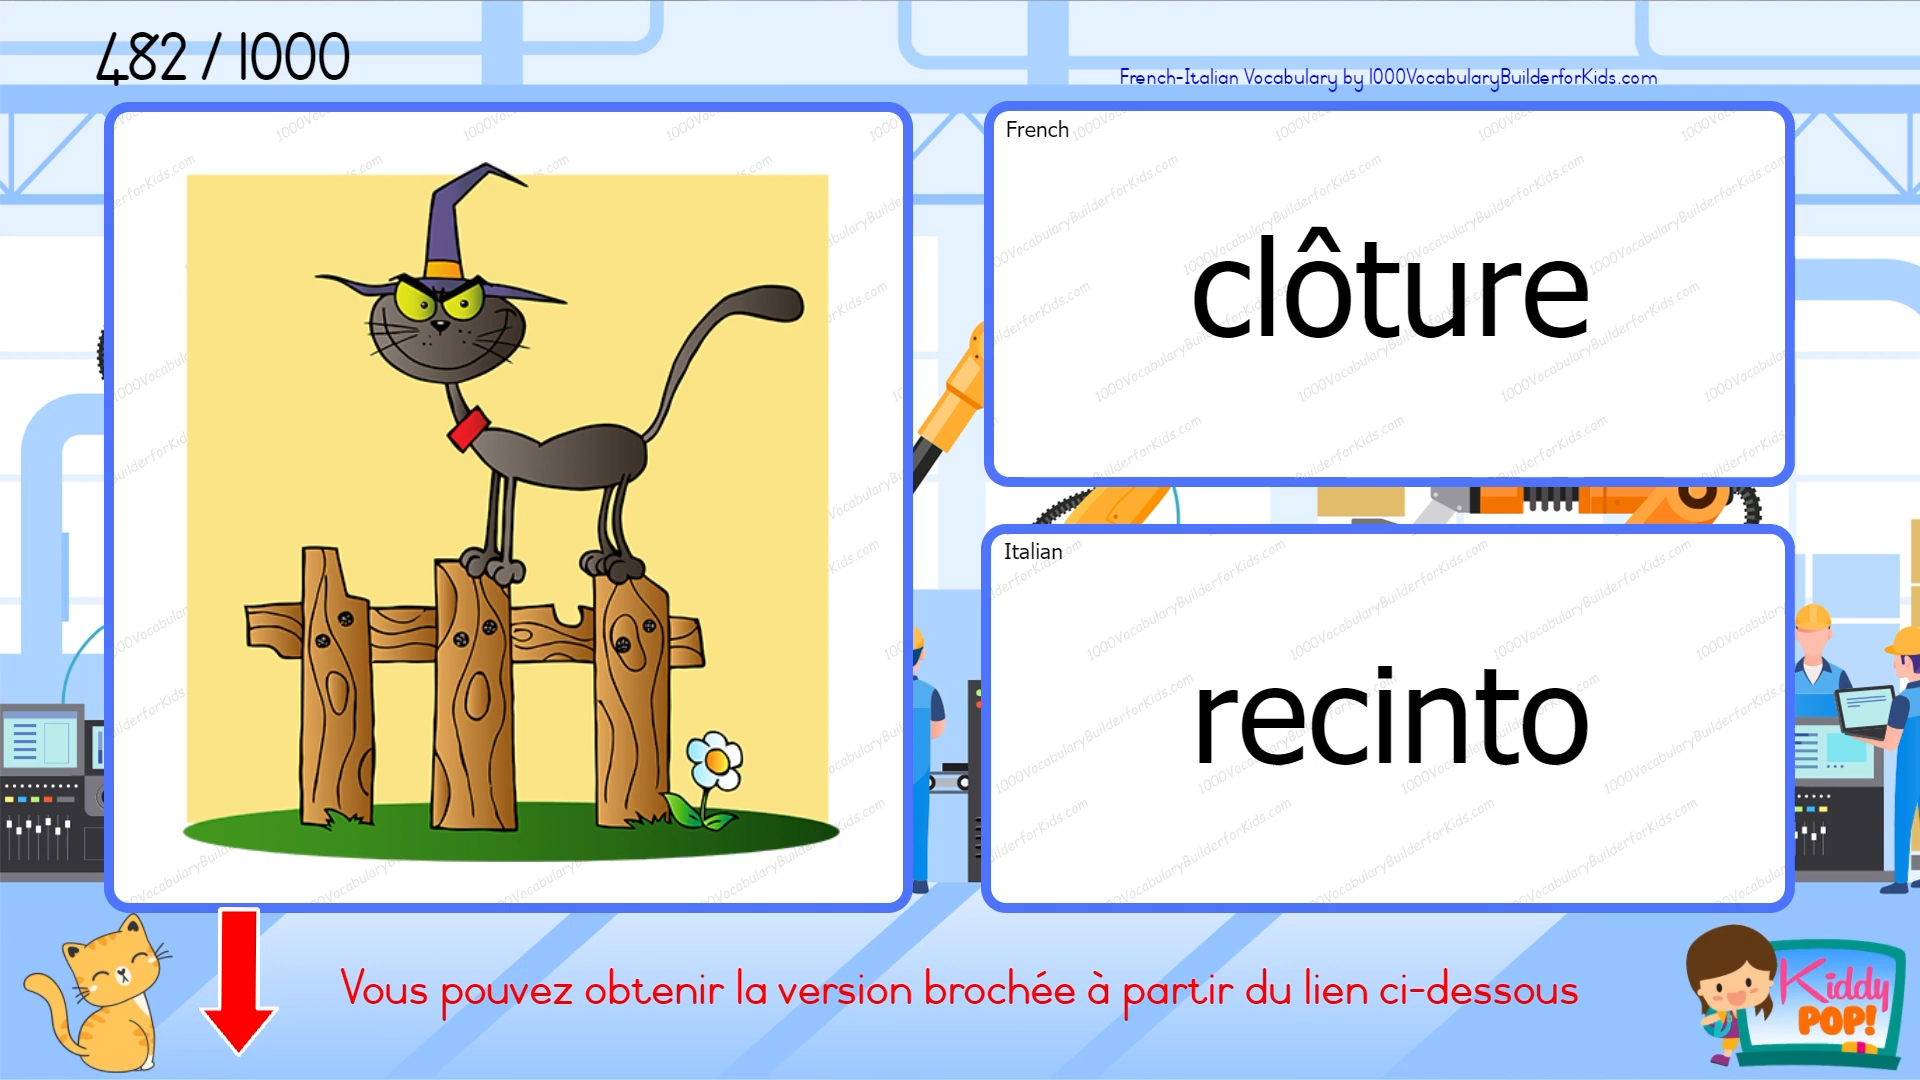 482 / 1000
French-Italian Vocabulary by 1000VocabularyBuilderforKids.com
French
clôture
Italian
recinto
Vous pouvez obtenir la version brochée à partir du lien ci-dessous
Kiddy
POP!